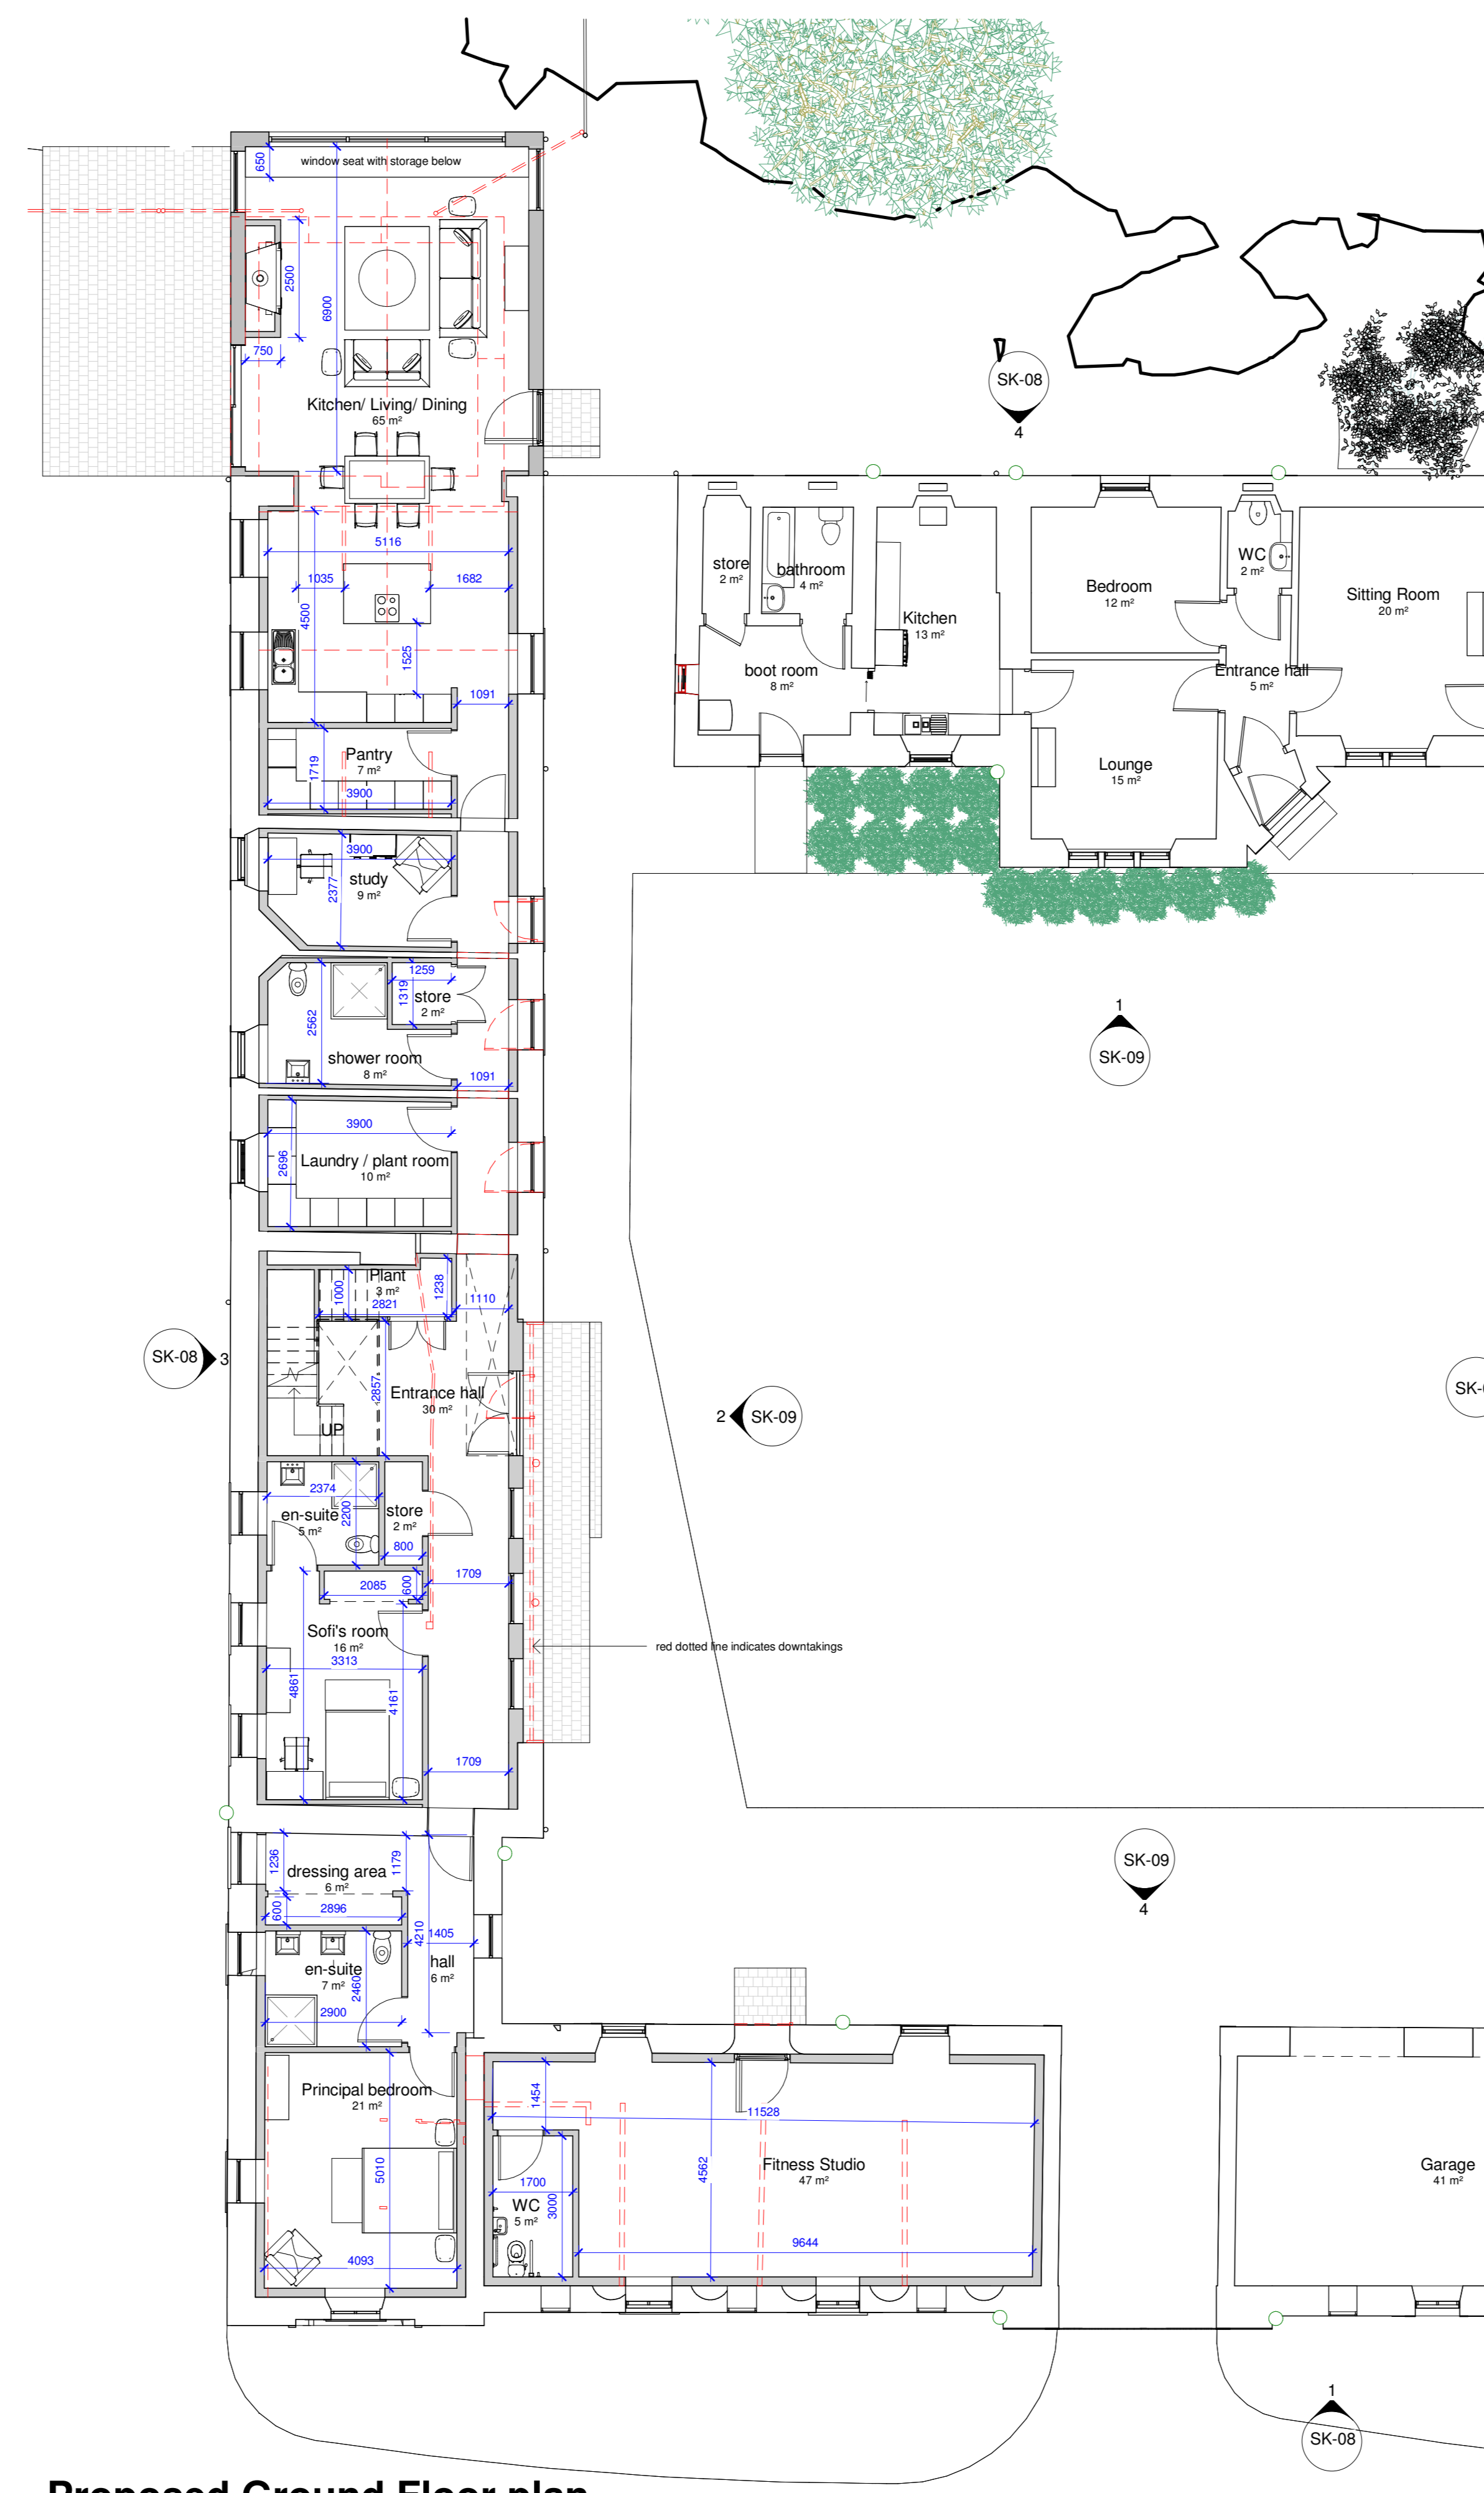 window seat with storage below
650
2500
6900
750
Kitchen/ Living/ Dining
65 m²
SK-08
4
5116
1035
1682
4500
1525
1091
store
2 m²
bathroom
4 m²
Kitchen
13 m²
boot room
8 m²
Bedroom
12 m²
WC
2 m²
Sitting Room
20 m²
Entrance hall
5 m²
Lounge
15 m²
Pantry
7 m²
1719
3900
3900
study
9 m²
2377
1259
1319
store
2 m²
2562
shower room
8 m²
1091
1
SK-09
3900
Laundry / plant room
10 m²
2696
Plant
3 m²
1000
2821
1238
1110
SK-08
3
2857
Entrance hall
30 m²
UP
2
SK-09
2374
en-suite
5 m²
2200
store
2 m²
800
1709
2085
600
Sofi's room
16 m²
3313
4861
4161
red dotted line indicates downtakings
1709
1236
dressing area
6 m²
1179
600
2896
4210
1405
hall
6 m²
en-suite
7 m²
2460
2900
SK-09
4
Principal bedroom
21 m²
5010
4093
1454
11528
4562
Fitness Studio
47 m²
1700
WC
5 m²
3000
9644
Garage
41 m²
1
SK-08
Proposed Ground Floor plan